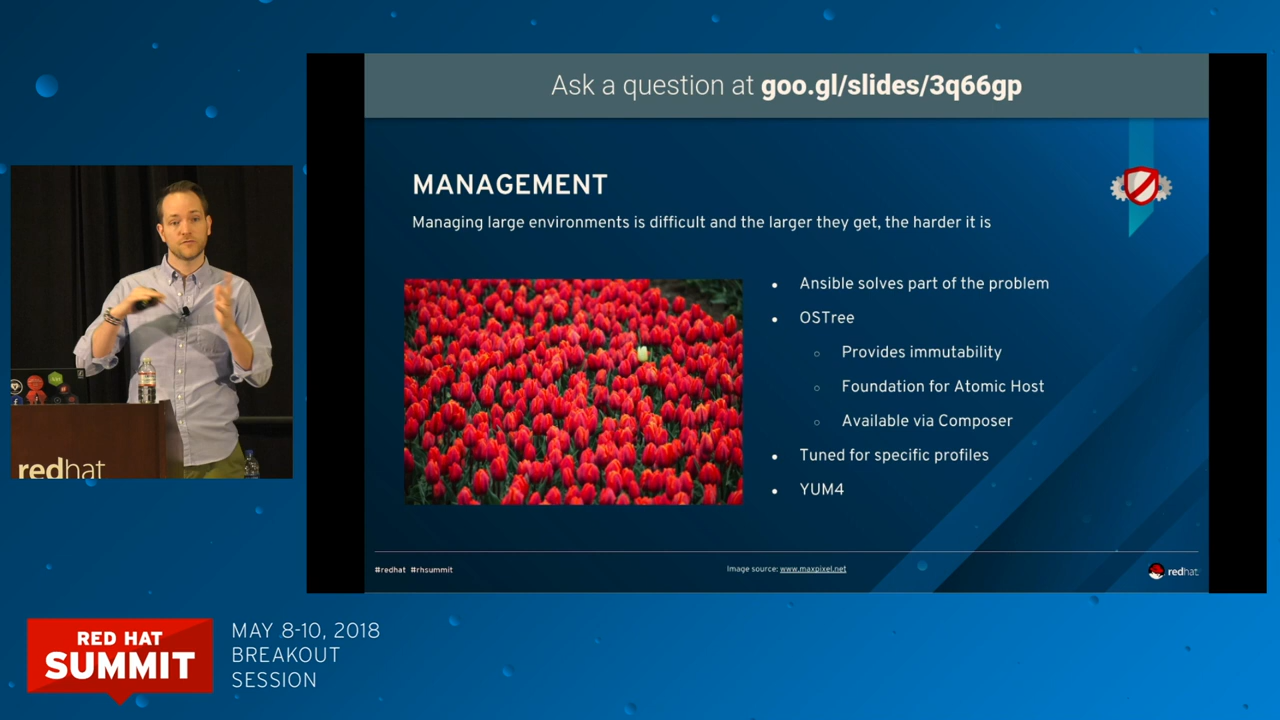 Ask a question at goo.gl/slides/3q66gp
MANAGEMENT
Managing large environments is difficult and the larger they get, the harder it is
• Ansible solves part of the problem
• OSTree
○ Provides immutability
○ Foundation for Atomic Host
○ Available via Composer
• Tuned for specific profiles
• YUM4
#redhat #rhsummit
Image source: www.maxpixel.net
redhat
redhat
RED HAT
SUMMIT
MAY 8-10, 2018
BREAKOUT
SESSION